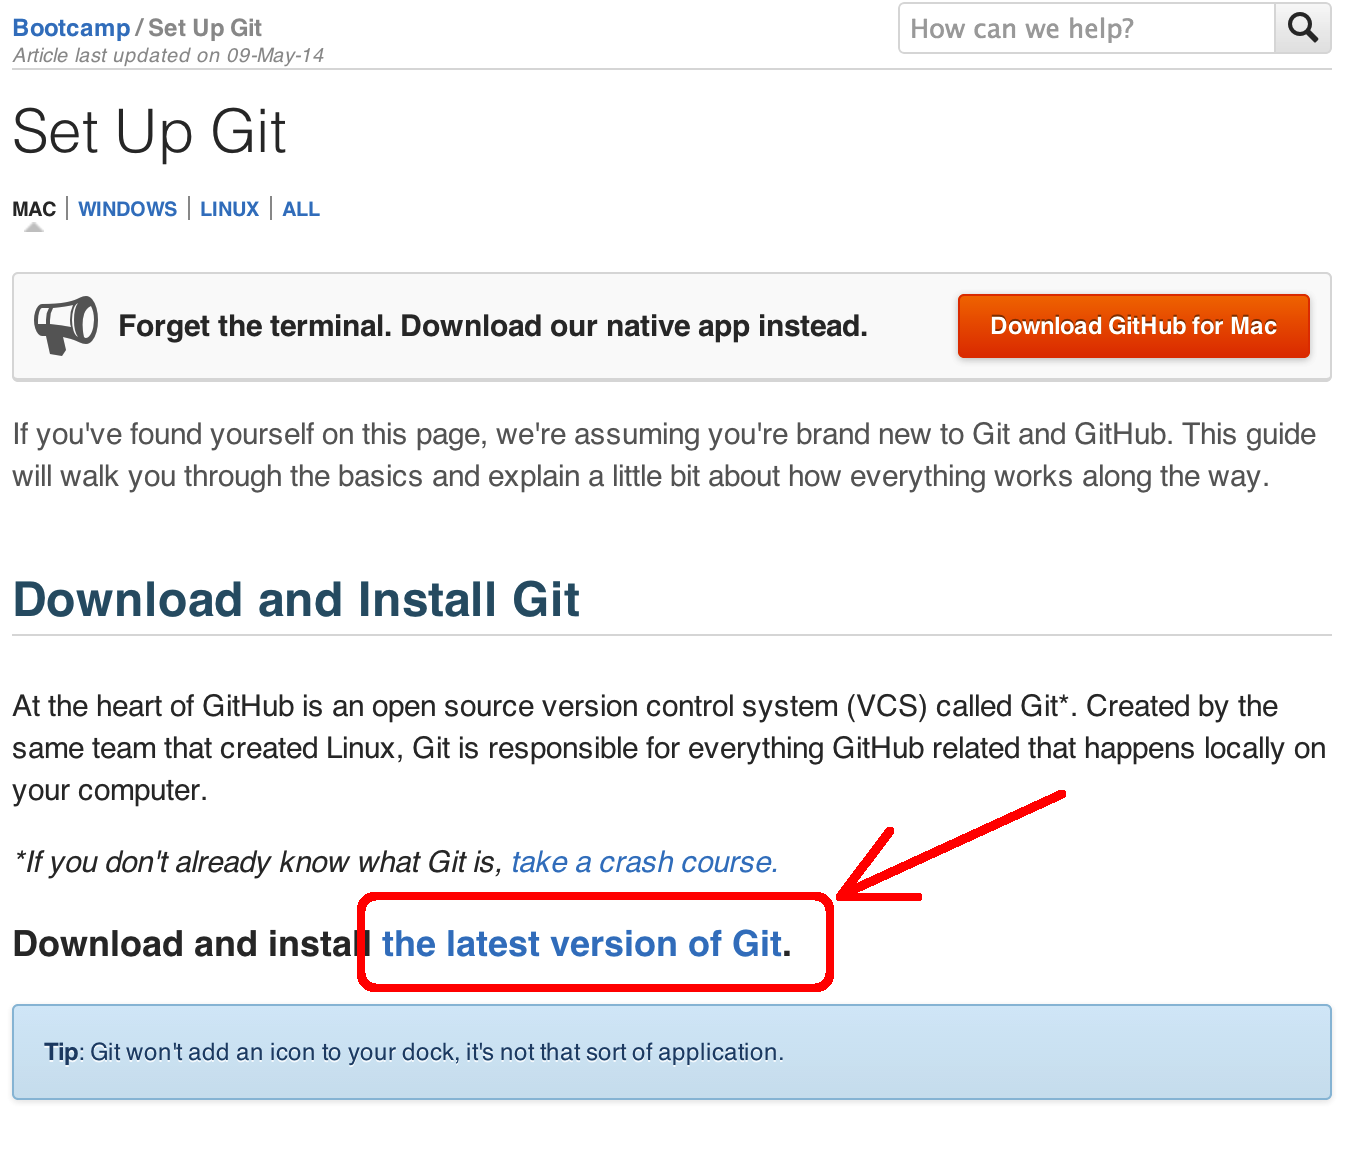 Bootcamp / Set Up Git
How can we help?
Article last updated on 09-May-14
Set Up Git
MAC | WINDOWS | LINUX | ALL
Forget the terminal. Download our native app instead.
Download GitHub for Mac
If you've found yourself on this page, we're assuming you're brand new to Git and GitHub. This guide
will walk you through the basics and explain a little bit about how everything works along the way.
Download and Install Git
At the heart of GitHub is an open source version control system (VCS) called Git*. Created by the
same team that created Linux, Git is responsible for everything GitHub related that happens locally on
your computer.
*If you don't already know what Git is, take a crash course.
Download and install the latest version of Git.
Tip: Git won't add an icon to your dock, it's not that sort of application.